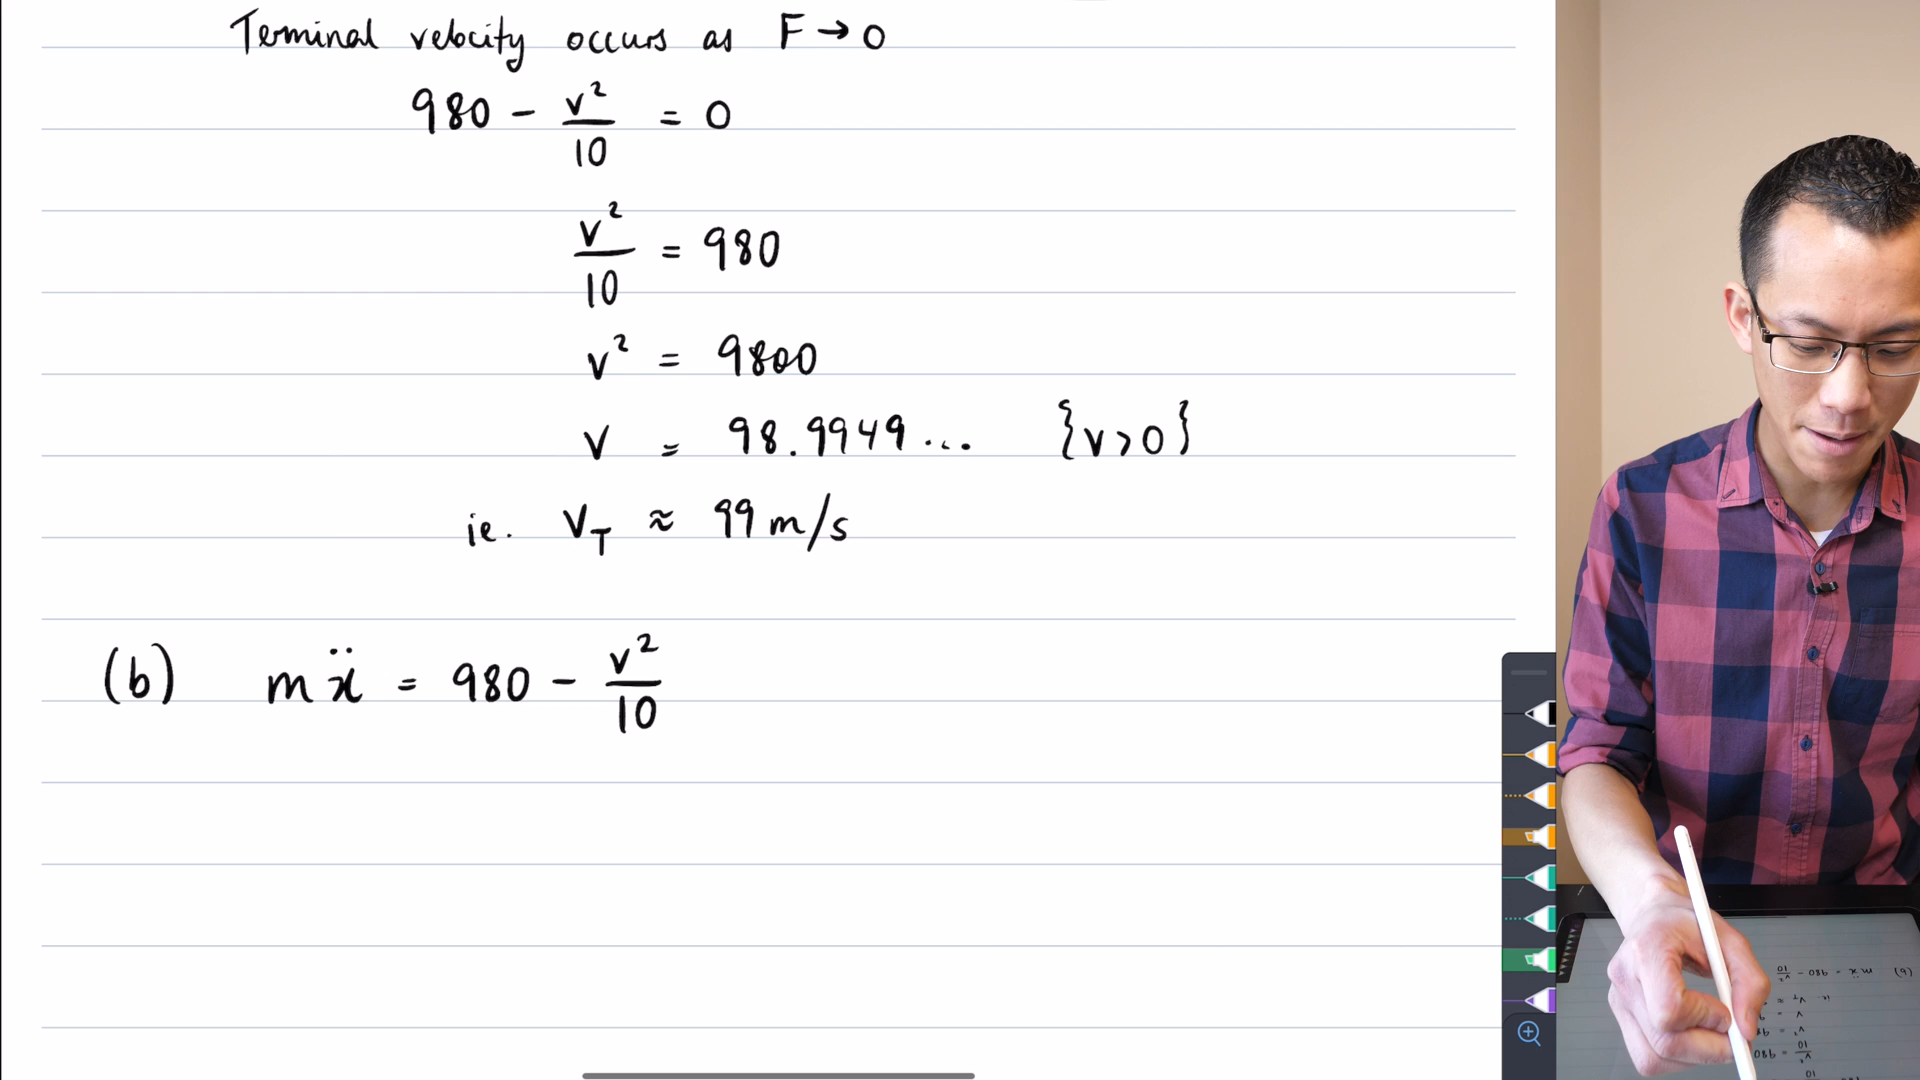 Terminal velocity occurs as F → 0
980 - v²/10 = 0
v²/10 = 980
v² = 9800
v = 98.9949... {v>0}
ie. v_T ≈ 99 m/s
(b) mẍ = 980 - v²/10